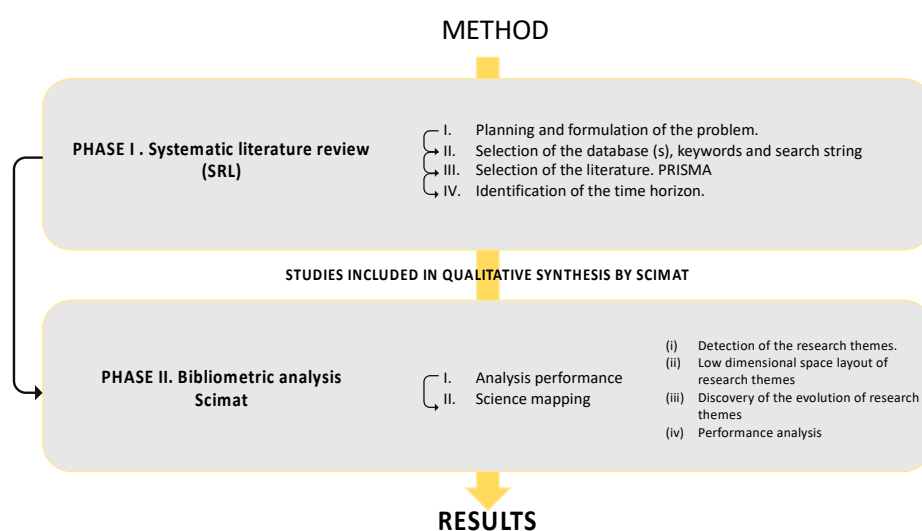 METHOD
PHASE I . Systematic literature review
(SRL)
I. Planning and formulation of the problem.
II. Selection of the database (s), keywords and search string
III. Selection of the literature. PRISMA
IV. Identification of the time horizon.
STUDIES INCLUDED IN QUALITATIVE SYNTHESIS BY SCIMAT
PHASE II. Bibliometric analysis
Scimat
I. Analysis performance
II. Science mapping
(i) Detection of the research themes.
(ii) Low dimensional space layout of
research themes
(iii) Discovery of the evolution of research
themes
(iv) Performance analysis
RESULTS